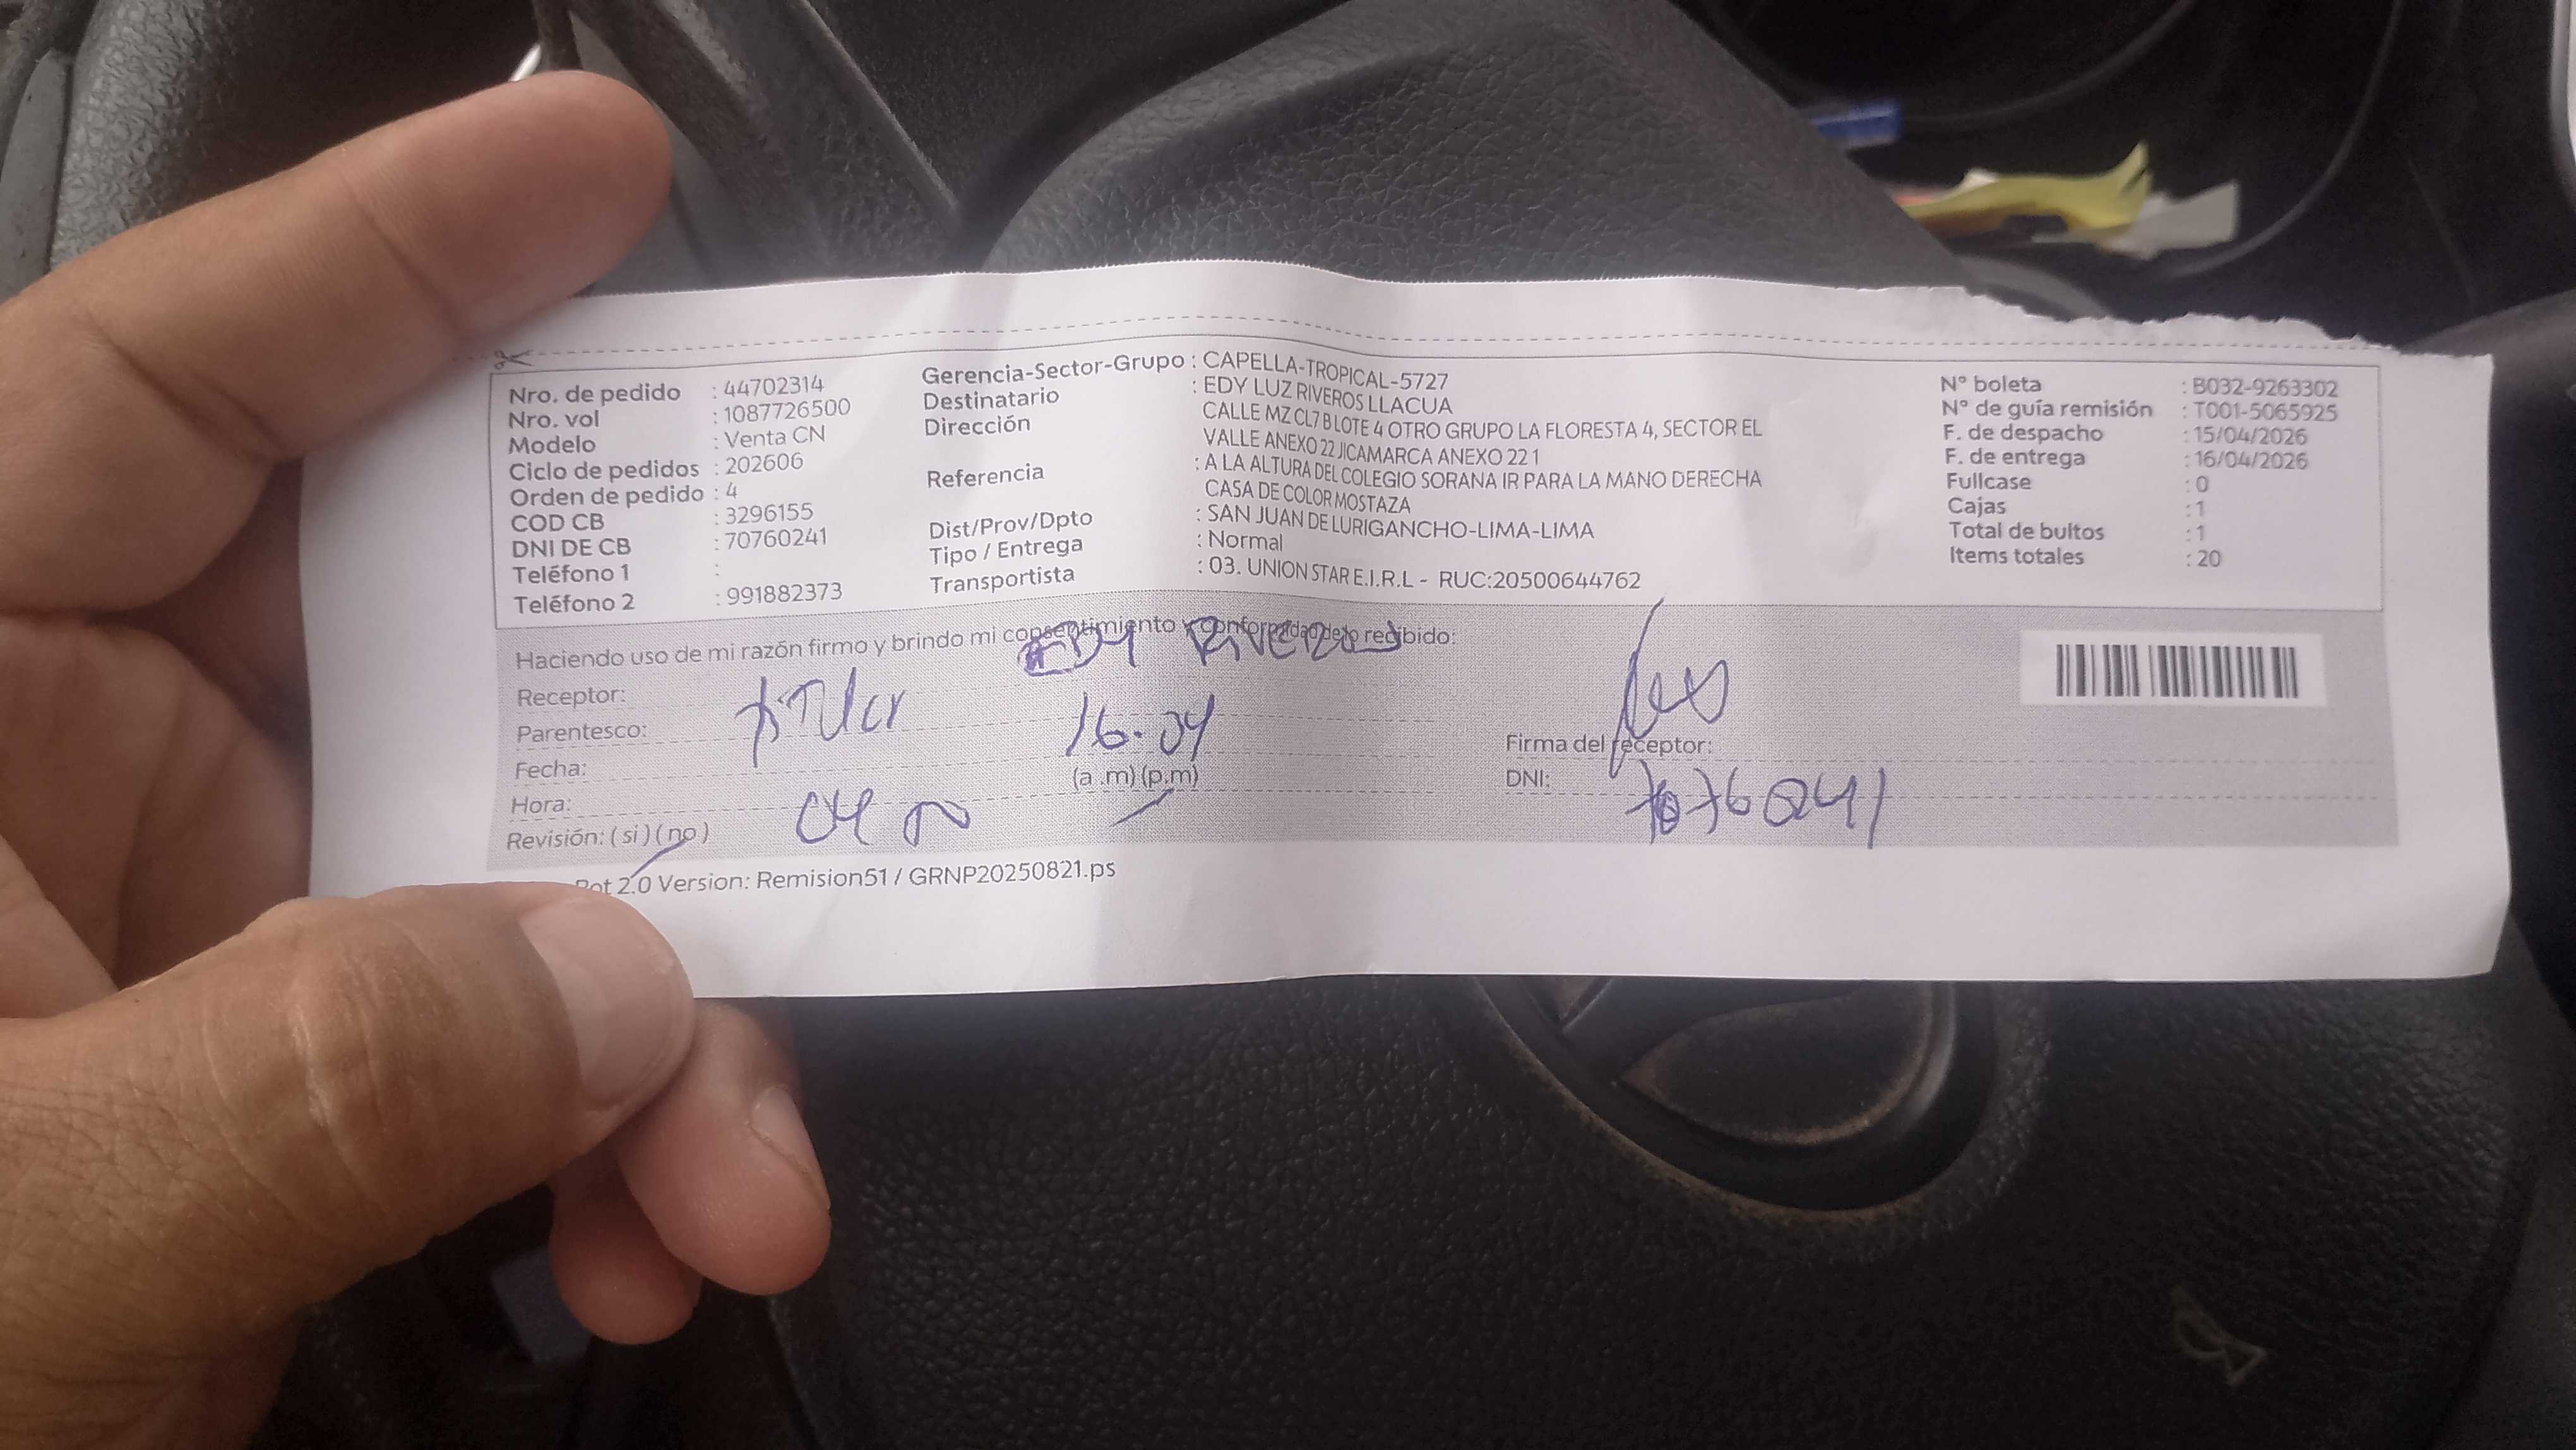 Nro. de pedido : 44702314
Nro. vol : 1087726500
Modelo : Venta CN
Ciclo de pedidos : 202606
Orden de pedido : 4
COD CB : 3296155
DNI DE CB : 70760241
Teléfono 1 :
Teléfono 2 : 991882373
Gerencia-Sector-Grupo : CAPELLA-TROPICAL-5727
Destinatario : EDY LUZ RIVEROS LLACUA
Dirección CALLE MZ CL7 B LOTE 4 OTRO GRUPO LA FLORESTA 4, SECTOR EL
VALLE ANEXO 22 JICAMARCA ANEXO 22 1
Referencia : A LA ALTURA DEL COLEGIO SORANA IR PARA LA MANO DERECHA
CASA DE COLOR MOSTAZA
Dist/Prov/Dpto : SAN JUAN DE LURIGANCHO-LIMA-LIMA
Tipo / Entrega : Normal
Transportista : 03. UNION STAR E.I.R.L - RUC:20500644762
N° boleta : B032-9263302
N° de guía remisión : T001-5065925
F. de despacho : 15/04/2026
F. de entrega : 16/04/2026
Fullcase : 0
Cajas : 1
Total de bultos : 1
Items totales : 20
Haciendo uso de mi razón firmo y brindo mi consentimiento y conformidad de lo recibido:
EDY RIVEROS
Receptor:
Parentesco:
Fecha: 16.04
Hora: (a .m) (p.m)
Revisión: ( si ) ( no )
Firma del receptor:
DNI: 70760241
2.0 Version: Remision51 / GRNP20250821.ps